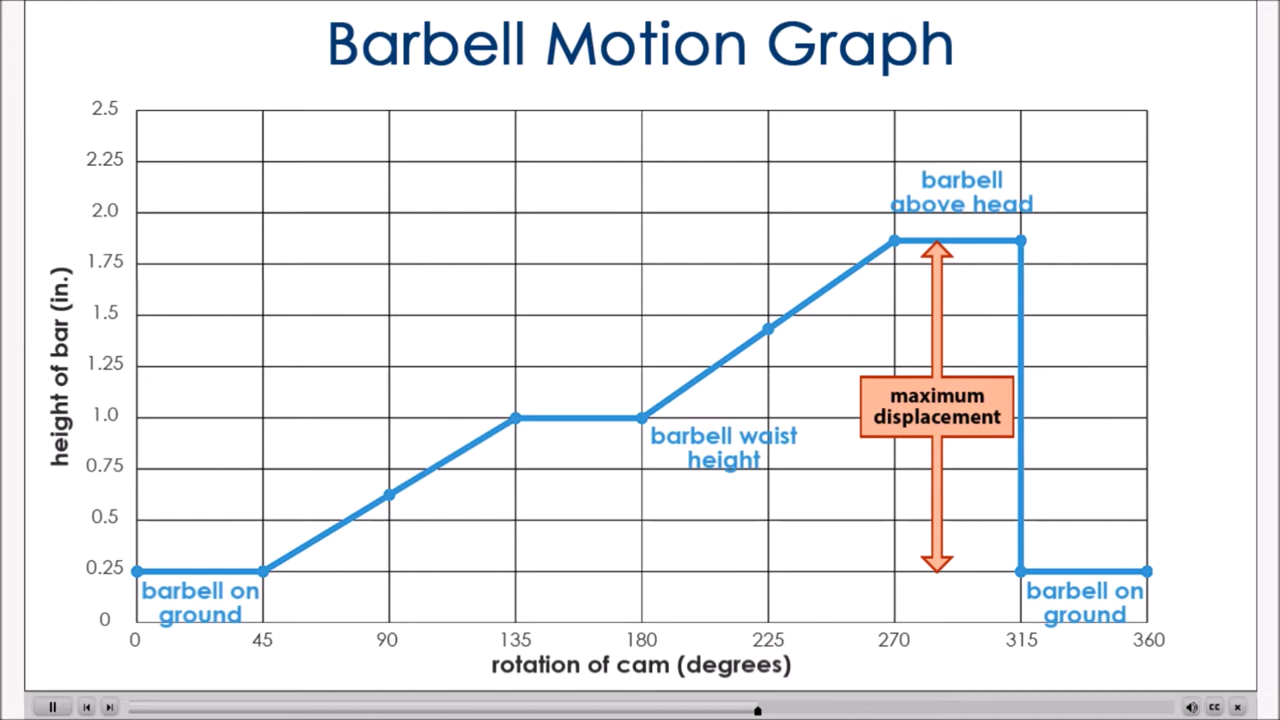 Barbell Motion Graph
2.5
2.25
2.0
1.75
1.5
1.25
1.0
0.75
0.5
0.25
0
height of bar (in.)
barbell
above head
maximum
displacement
barbell waist
height
barbell on
ground
barbell on
ground
0 45 90 135 180 225 270 315 360
rotation of cam (degrees)
CC